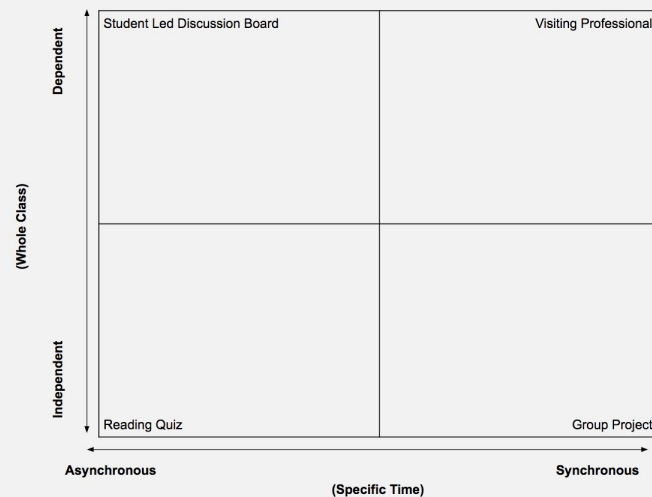 Dependent
Student Led Discussion Board
Visiting Professional
(Whole Class)
Independent
Reading Quiz
Group Project
Asynchronous
Synchronous
(Specific Time)